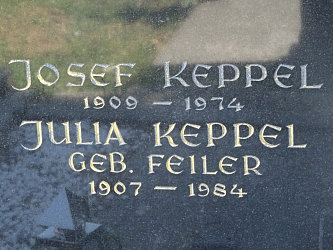 JOSEF KEPPEL
1909 — 1974
JULIA KEPPEL
GEB. FEILER
1907 — 1984